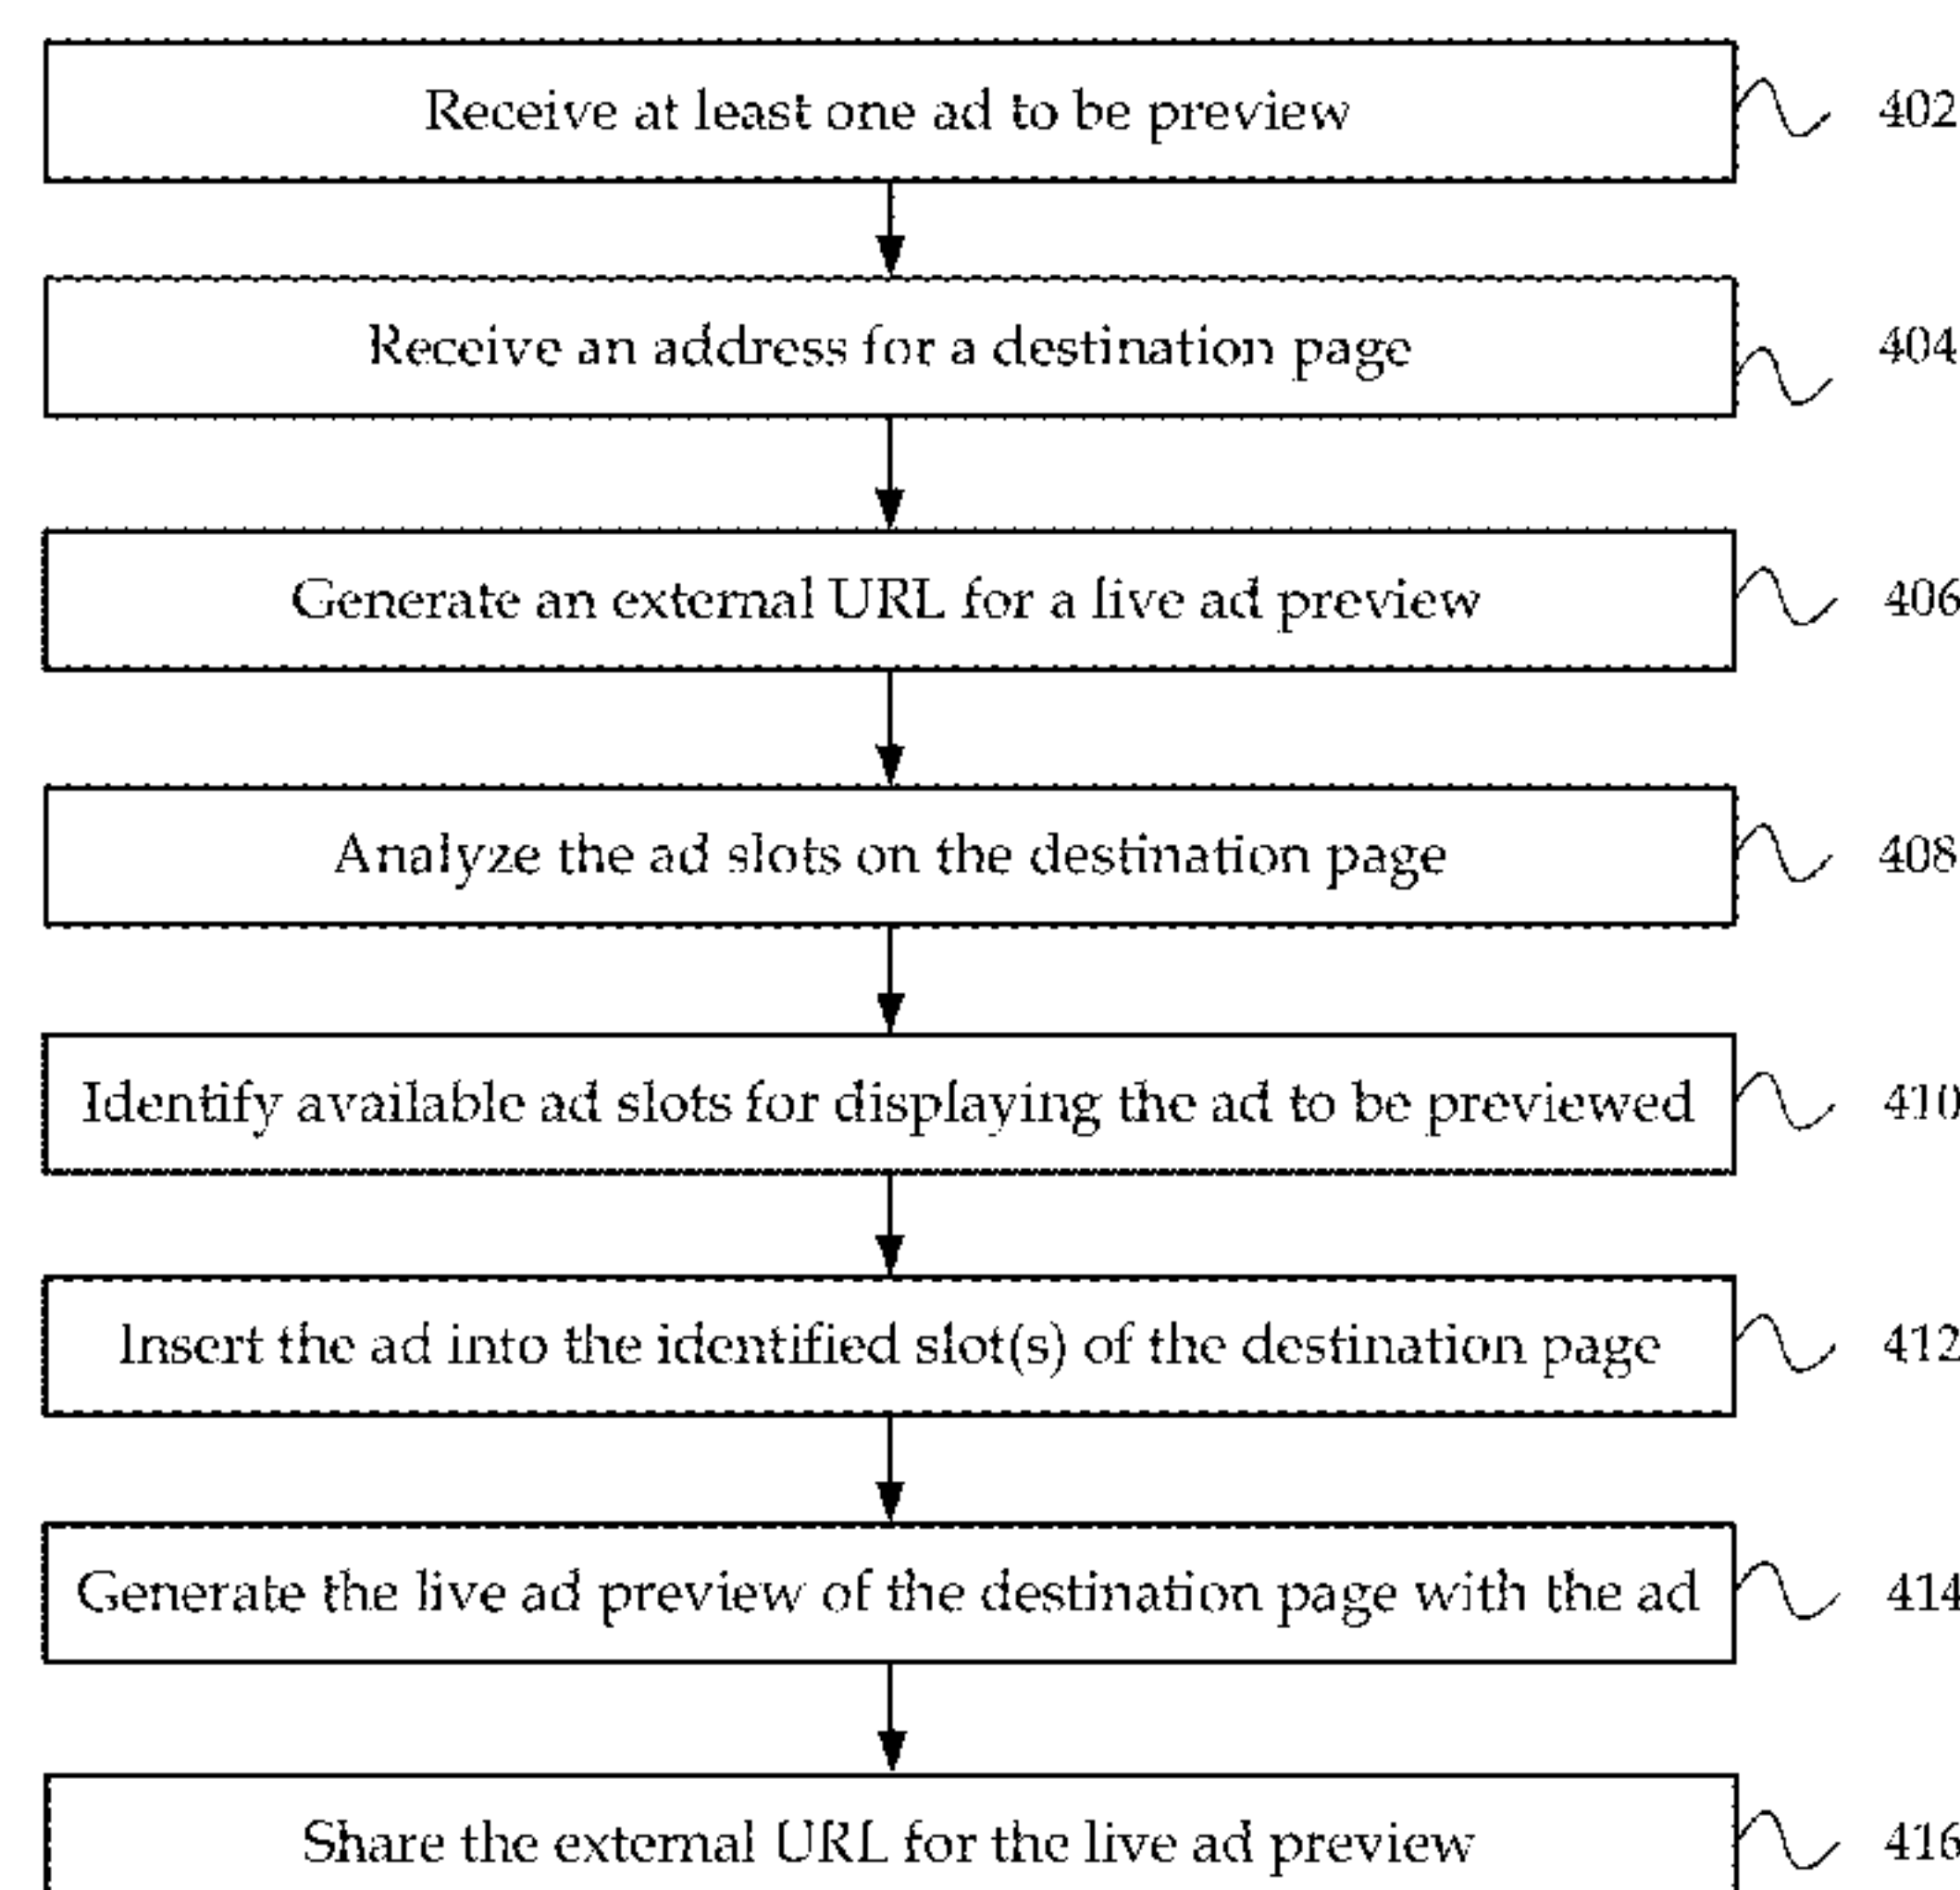 Receive at least one ad to be preview 402
Receive an address for a destination page 404
Generate an external URL for a live ad preview 406
Analyze the ad slots on the destination page 408
Identify available ad slots for displaying the ad to be previewed 410
Insert the ad into the identified slot(s) of the destination page 412
Generate the live ad preview of the destination page with the ad 414
Share the external URL for the live ad preview 416